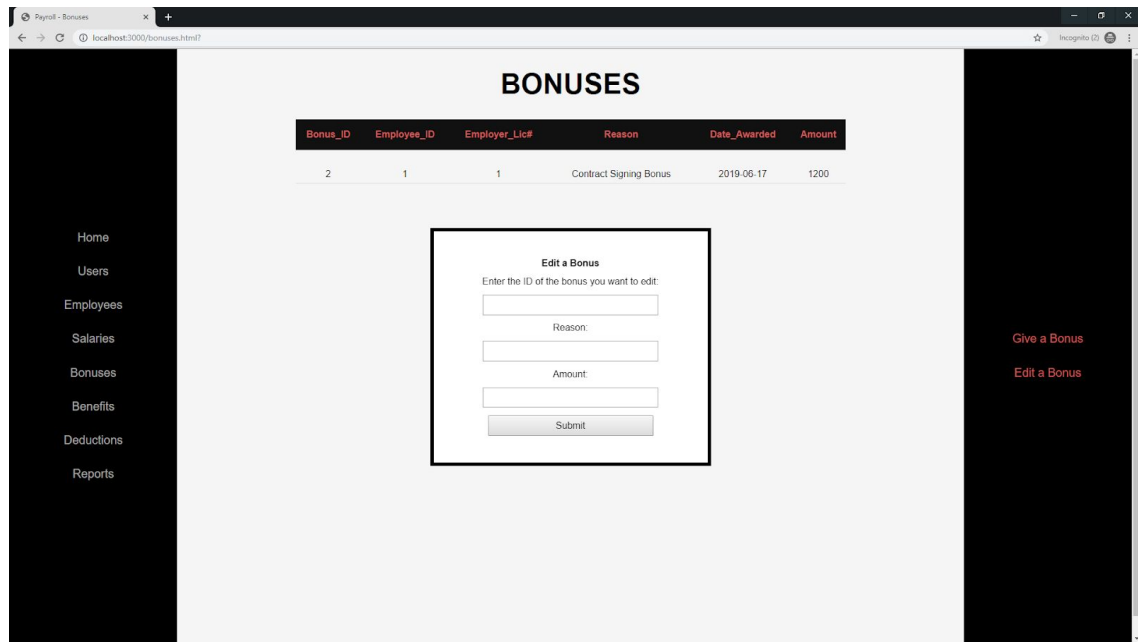 Payroll - Bonuses
localhost:3000/bonuses.html?
Incognito (2)
BONUSES
Bonus_ID Employee_ID Employer_Lic# Reason Date_Awarded Amount
2 1 1 Contract Signing Bonus 2019-06-17 1200
Home
Users
Employees
Salaries
Bonuses
Benefits
Deductions
Reports
Edit a Bonus
Enter the ID of the bonus you want to edit:
Reason:
Amount:
Submit
Give a Bonus
Edit a Bonus